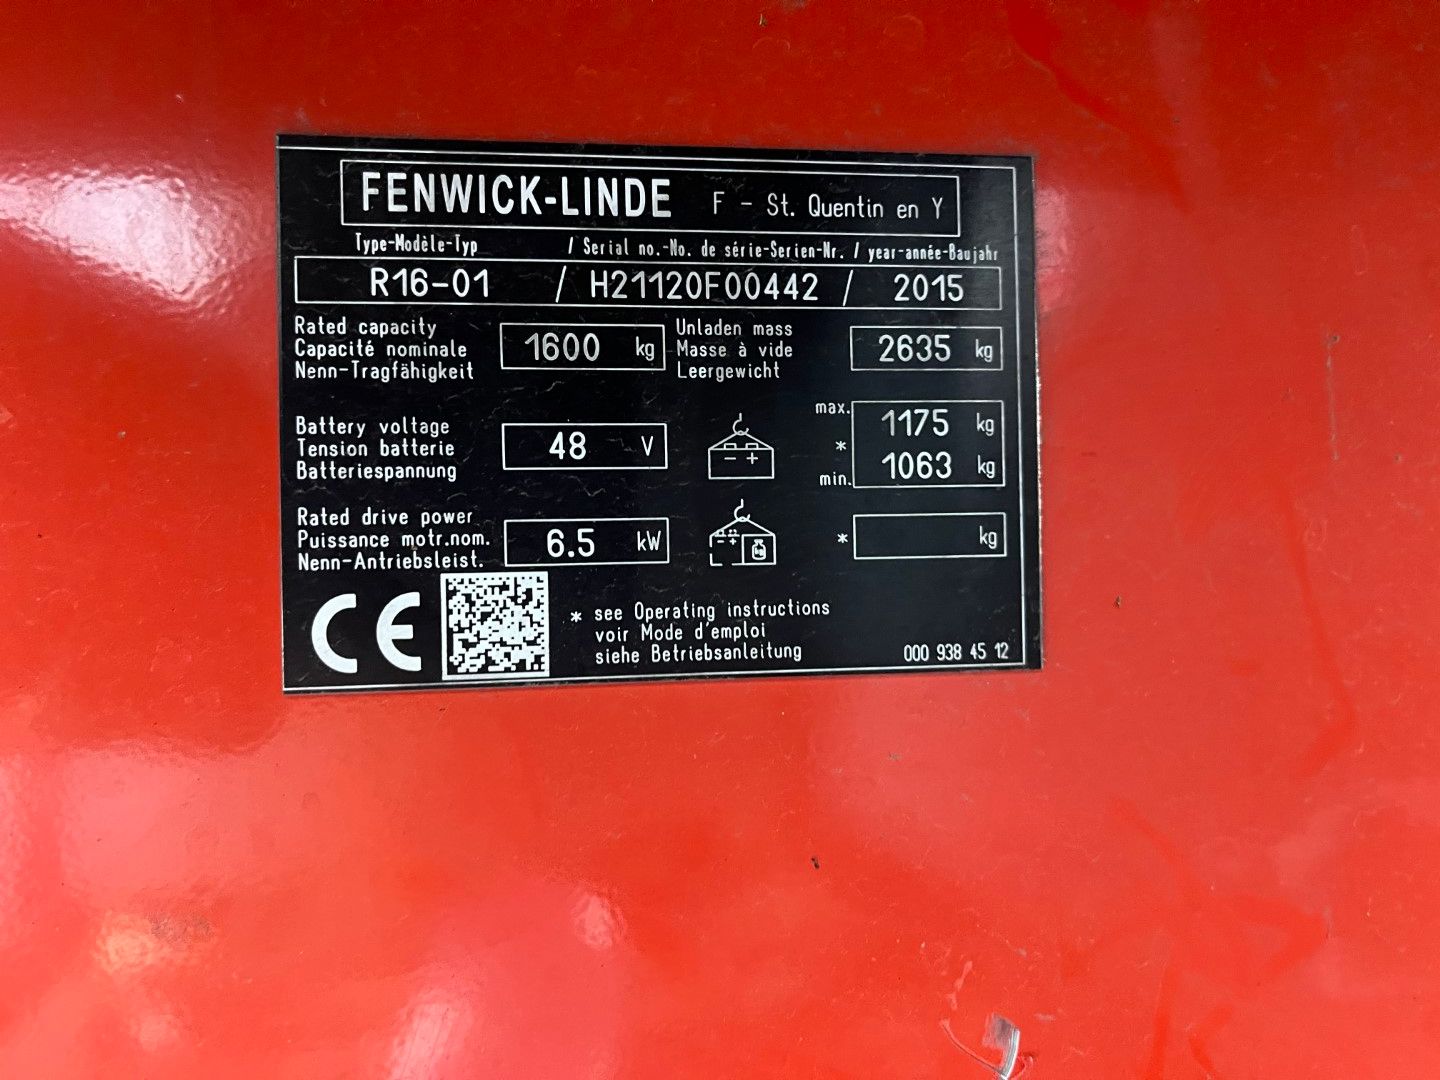 FENWICK-LINDE F - St. Quentin en Y
Type-Modèle-Typ / Serial no.-No. de série-Serien-Nr. / year-année-Baujahr
R16-01 / H21120F00442 / 2015
Rated capacity
Capacité nominale
Nenn-Tragfähigkeit
1600 kg
Unladen mass
Masse à vide
Leergewicht
2635 kg
Battery voltage
Tension batterie
Batteriespannung
48 V
- +
max. 1175 kg
*
min. 1063 kg
Rated drive power
Puissance motr.nom.
Nenn-Antriebsleist.
6.5 kW
- + kg
* kg
CE
* see Operating instructions
voir Mode d'emploi
siehe Betriebsanleitung
000 938 45 12